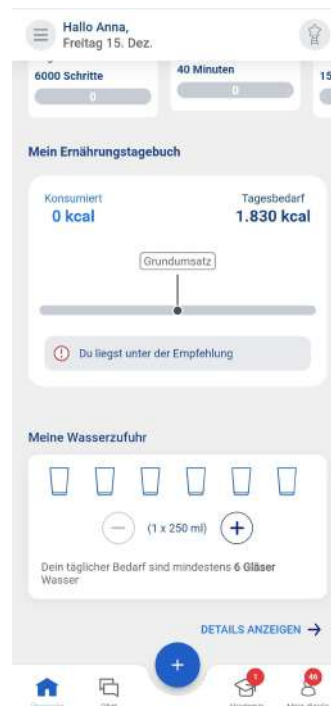 Hallo Anna,
Freitag 15. Dez.
6000 Schritte
40 Minuten
15
0
0
Mein Ernährungstagebuch
Konsumiert
Tagesbedarf
0 kcal
1.830 kcal
Grundumsatz
Du liegst unter der Empfehlung
Meine Wasserzufuhr
(1 x 250 ml)
Dein täglicher Bedarf sind mindestens 6 Gläser
Wasser
DETAILS ANZEIGEN
1